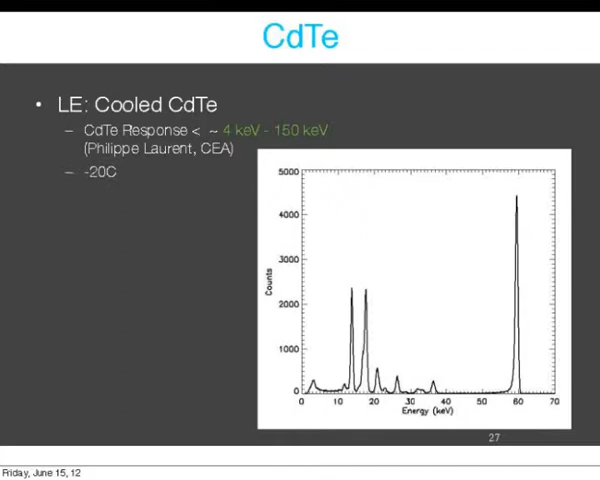 CdTe
• LE: Cooled CdTe
– CdTe Response < ~ 4 keV - 150 keV
(Philippe Laurent, CEA)
– -20C
5000
4000
3000
2000
1000
0
Counts
0 10 20 30 40 50 60 70
Energy (keV)
27
Friday, June 15, 12